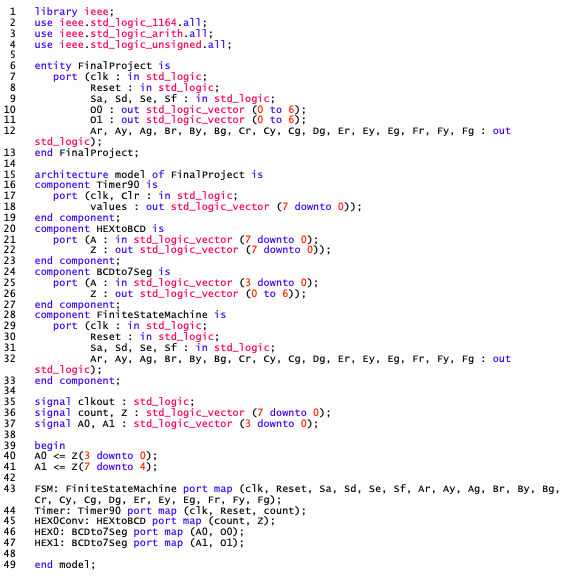 1 library ieee;
2 use ieee.std_logic_1164.all;
3 use ieee.std_logic_arith.all;
4 use ieee.std_logic_unsigned.all;
5
6 entity FinalProject is
7 port (clk : in std_logic;
8 Reset : in std_logic;
9 Sa, Sd, Se, Sf : in std_logic;
10 O0 : out std_logic_vector (0 to 6);
11 O1 : out std_logic_vector (0 to 6);
12 Ar, Ay, Ag, Br, By, Bg, Cr, Cy, Cg, Dg, Er, Ey, Eg, Fr, Fy, Fg : out
std_logic);
13 end FinalProject;
14
15 architecture model of FinalProject is
16 component Timer90 is
17 port (clk, Clr : in std_logic;
18 values : out std_logic_vector (7 downto 0));
19 end component;
20 component HEXtoBCD is
21 port (A : in std_logic_vector (7 downto 0);
22 Z : out std_logic_vector (7 downto 0));
23 end component;
24 component BCDto7Seg is
25 port (A : in std_logic_vector (3 downto 0);
26 Z : out std_logic_vector (0 to 6));
27 end component;
28 component FiniteStateMachine is
29 port (clk : in std_logic;
30 Reset : in std_logic;
31 Sa, Sd, Se, Sf : in std_logic;
32 Ar, Ay, Ag, Br, By, Bg, Cr, Cy, Cg, Dg, Er, Ey, Eg, Fr, Fy, Fg : out
std_logic);
33 end component;
34
35 signal clkout : std_logic;
36 signal count, Z : std_logic_vector (7 downto 0);
37 signal A0, A1 : std_logic_vector (3 downto 0);
38
39 begin
40 A0 <= Z(3 downto 0);
41 A1 <= Z(7 downto 4);
42
43 FSM: FiniteStateMachine port map (clk, Reset, Sa, Sd, Se, Sf, Ar, Ay, Ag, Br, By, Bg,
Cr, Cy, Cg, Dg, Er, Ey, Eg, Fr, Fy, Fg);
44 Timer: Timer90 port map (clk, Reset, count);
45 HEX0Conv: HEXtoBCD port map (count, Z);
46 HEX0: BCDto7Seg port map (A0, O0);
47 HEX1: BCDto7Seg port map (A1, O1);
48
49 end model;